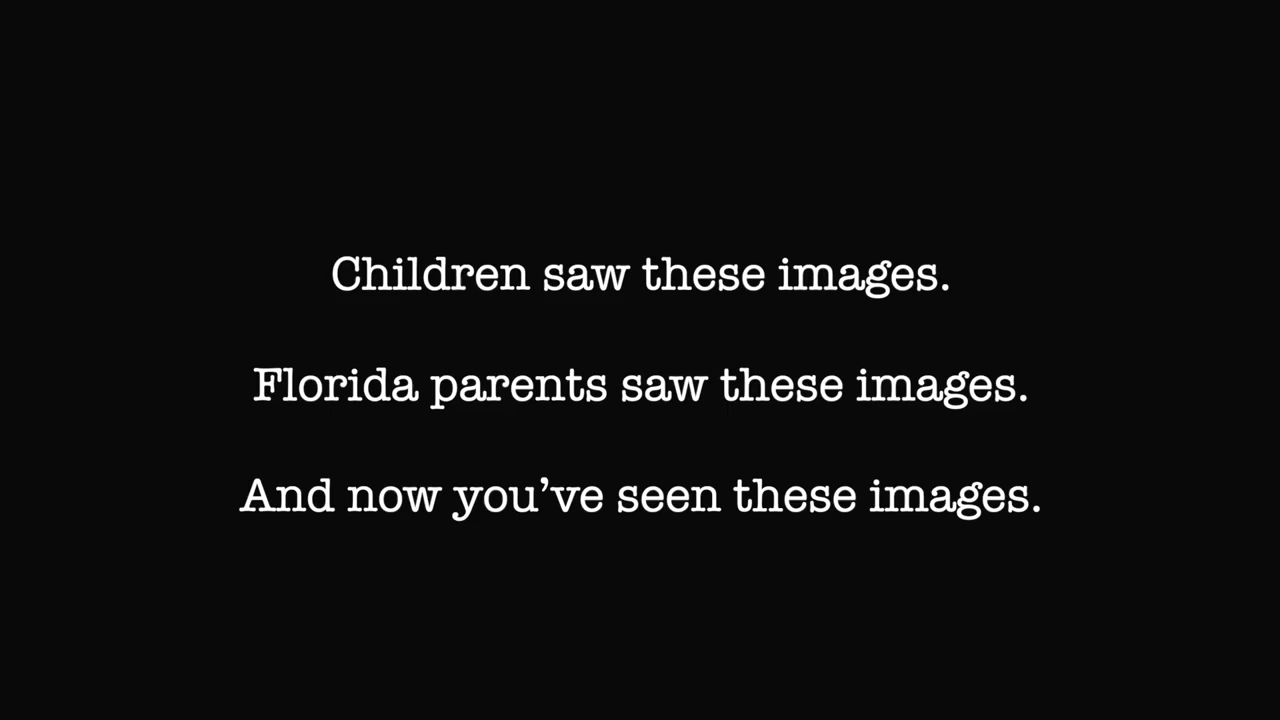 Children saw these images.
Florida parents saw these images.
And now you’ve seen these images.